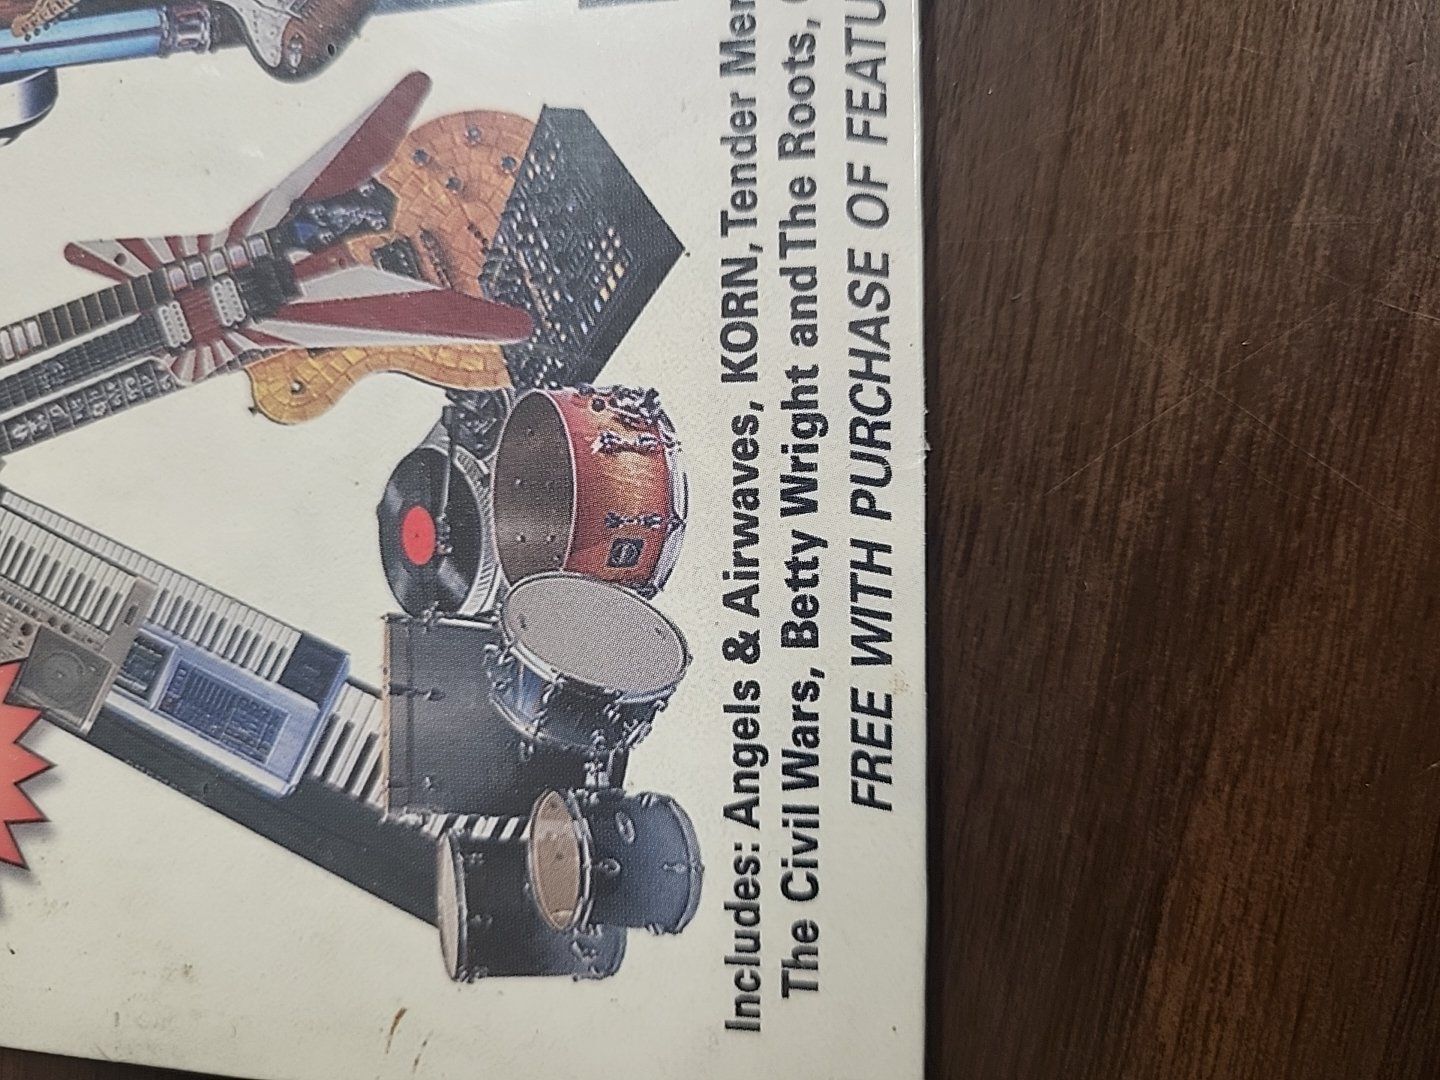 Includes: Angels & Airwaves, KORN, Tender
The Civil Wars, Betty Wright and The Roots,
FREE WITH PURCHASE OF